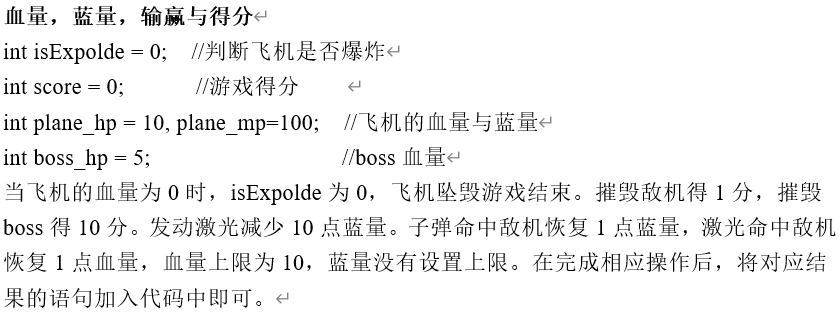 血量，蓝量，输赢与得分
int isExpolde = 0; //判断飞机是否爆炸
int score = 0; //游戏得分
int plane_hp = 10, plane_mp=100; //飞机的血量与蓝量
int boss_hp = 5; //boss 血量
当飞机的血量为 0 时，isExpolde 为 0，飞机坠毁游戏结束。摧毁敌机得 1 分，摧毁
boss 得 10 分。发动激光减少 10 点蓝量。子弹命中敌机恢复 1 点蓝量，激光命中敌机
恢复 1 点血量，血量上限为 10，蓝量没有设置上限。在完成相应操作后，将对应结
果的语句加入代码中即可。